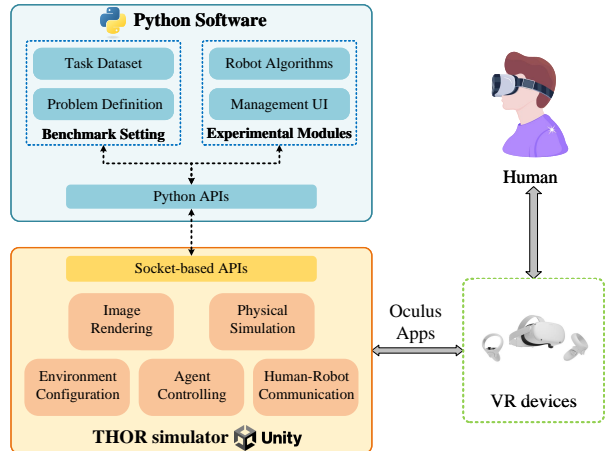 Python Software
Task Dataset
Problem Definition
Benchmark Setting
Robot Algorithms
Management UI
Experimental Modules
Python APIs
Socket-based APIs
Image
Rendering
Physical
Simulation
Environment
Configuration
Agent
Controlling
Human-Robot
Communication
THOR simulator Unity
Oculus
Apps
Human
VR devices